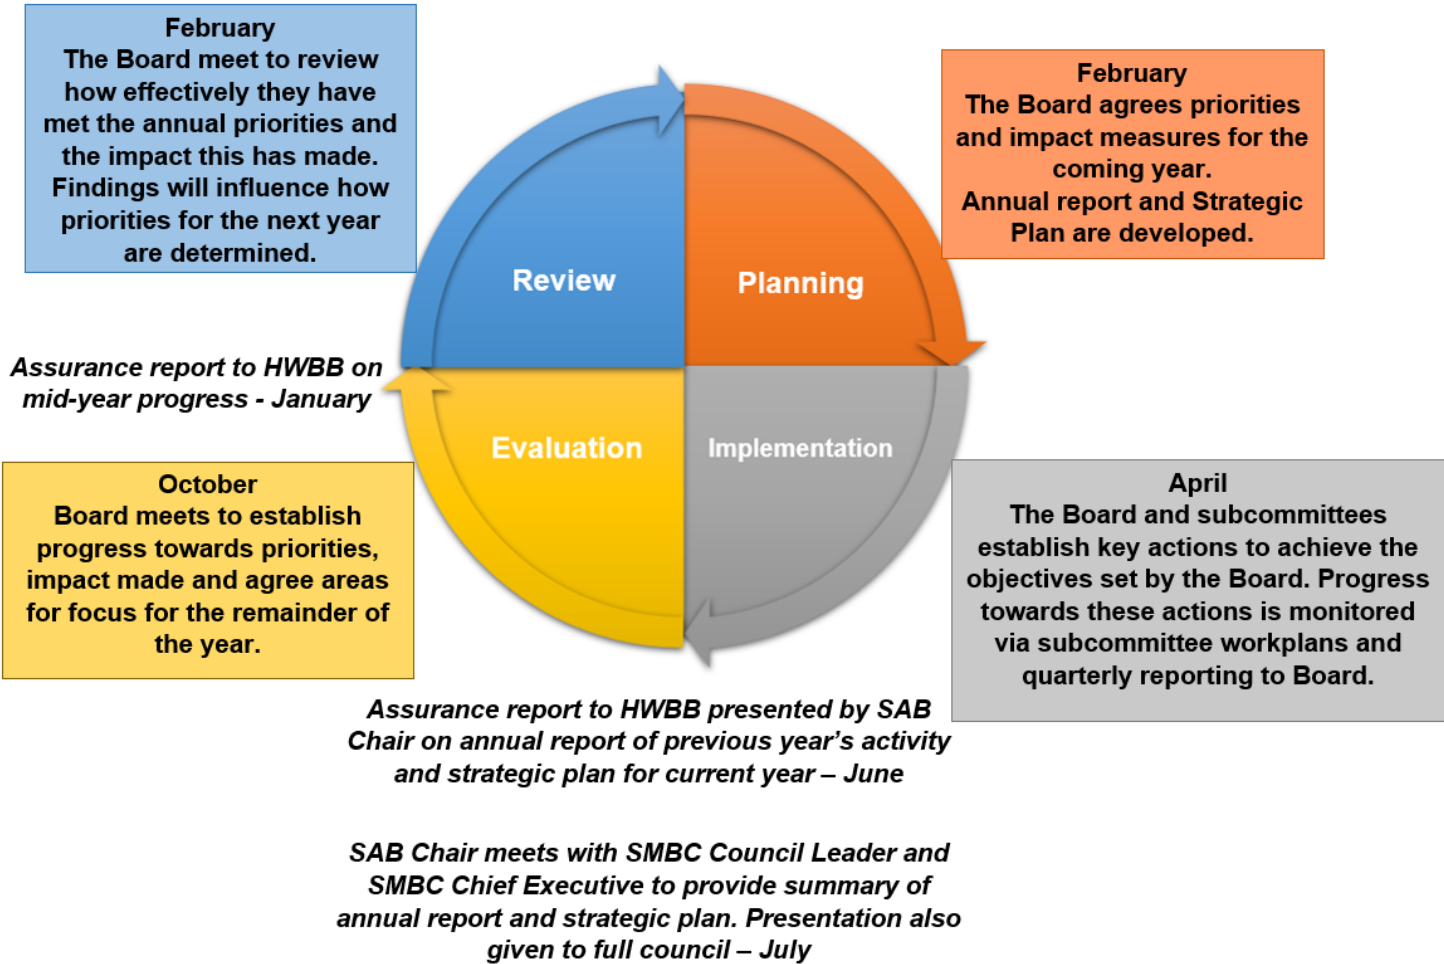 February
The Board meet to review
how effectively they have
met the annual priorities and
the impact this has made.
Findings will influence how
priorities for the next year
are determined.
February
The Board agrees priorities
and impact measures for the
coming year.
Annual report and Strategic
Plan are developed.
Review
Planning
Assurance report to HWBB on
mid-year progress - January
Evaluation
Implementation
October
Board meets to establish
progress towards priorities,
impact made and agree areas
for focus for the remainder of
the year.
April
The Board and subcommittees
establish key actions to achieve the
objectives set by the Board. Progress
towards these actions is monitored
via subcommittee workplans and
quarterly reporting to Board.
Assurance report to HWBB presented by SAB
Chair on annual report of previous year’s activity
and strategic plan for current year – June
SAB Chair meets with SMBC Council Leader and
SMBC Chief Executive to provide summary of
annual report and strategic plan. Presentation also
given to full council – July